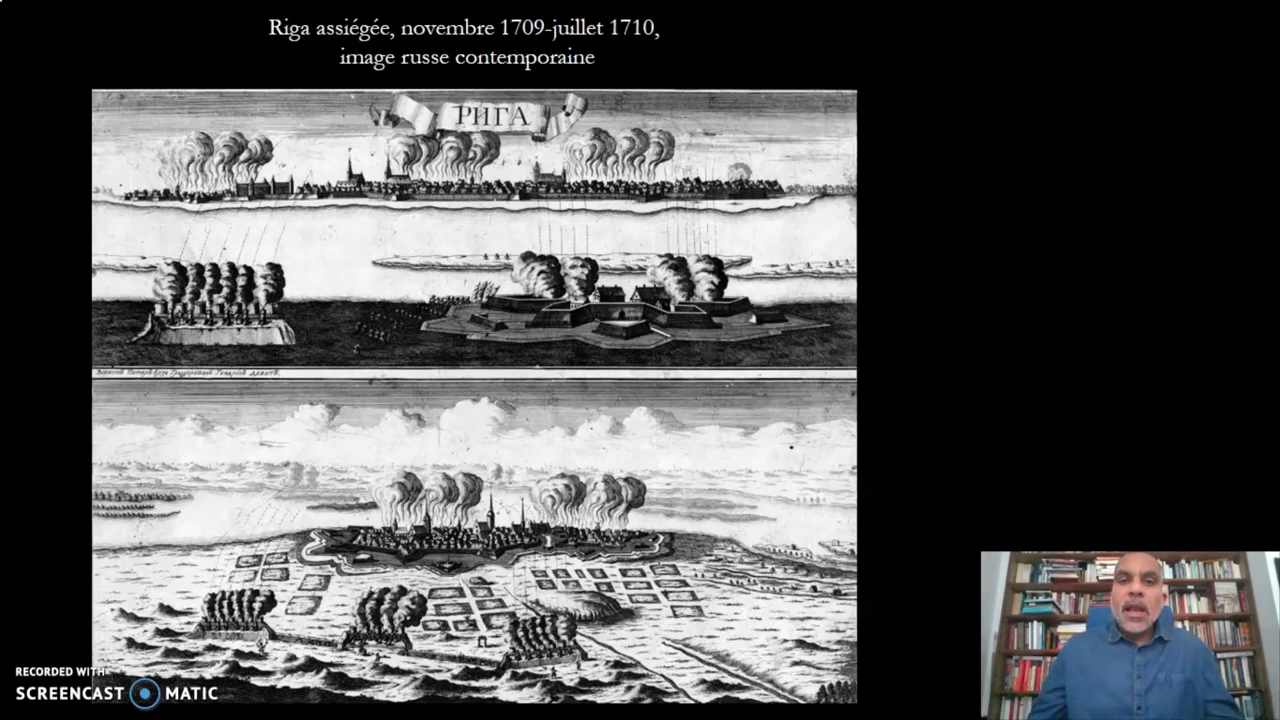 Riga assiégée, novembre 1709-juillet 1710,
image russe contemporaine
РИГА
RECORDED WITH
SCREENCAST MATIC